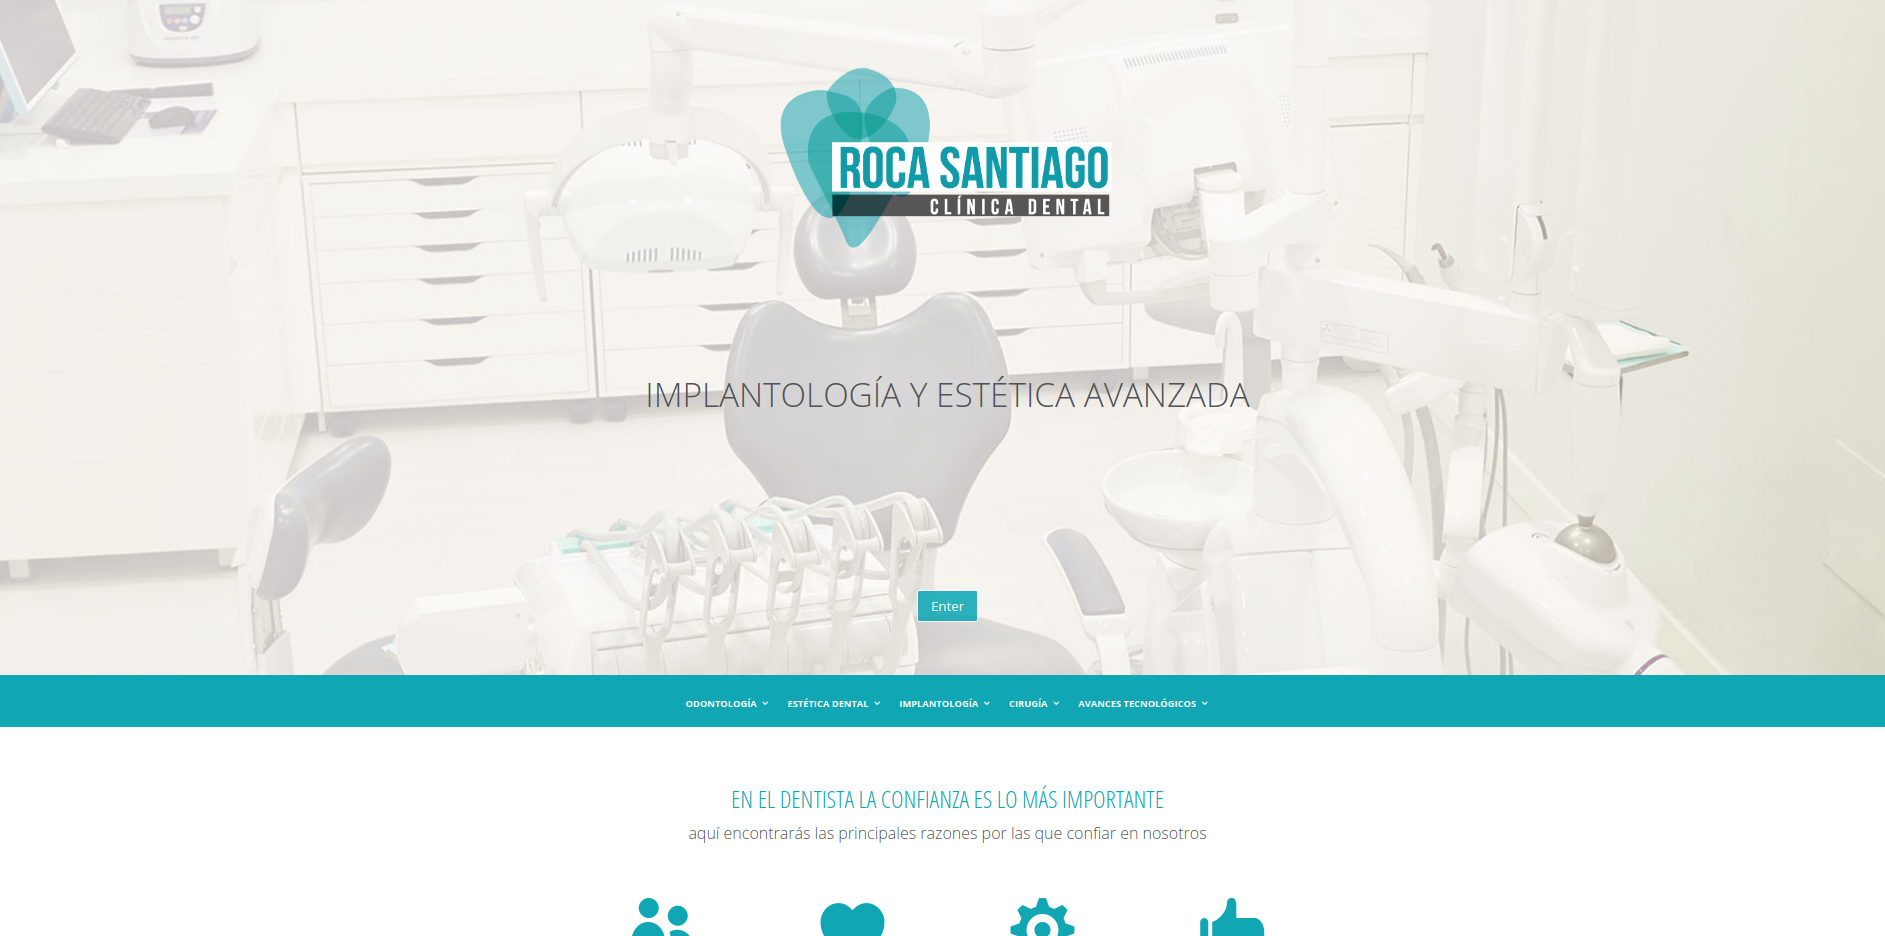 ROCA SANTIAGO
CLÍNICA DENTAL
IMPLANTOLOGÍA Y ESTÉTICA AVANZADA
Enter
ODONTOLOGÍA ESTÉTICA DENTAL IMPLANTOLOGÍA CIRUGÍA AVANCES TECNOLÓGICOS
EN EL DENTISTA LA CONFIANZA ES LO MÁS IMPORTANTE
aquí encontrarás las principales razones por las que confiar en nosotros